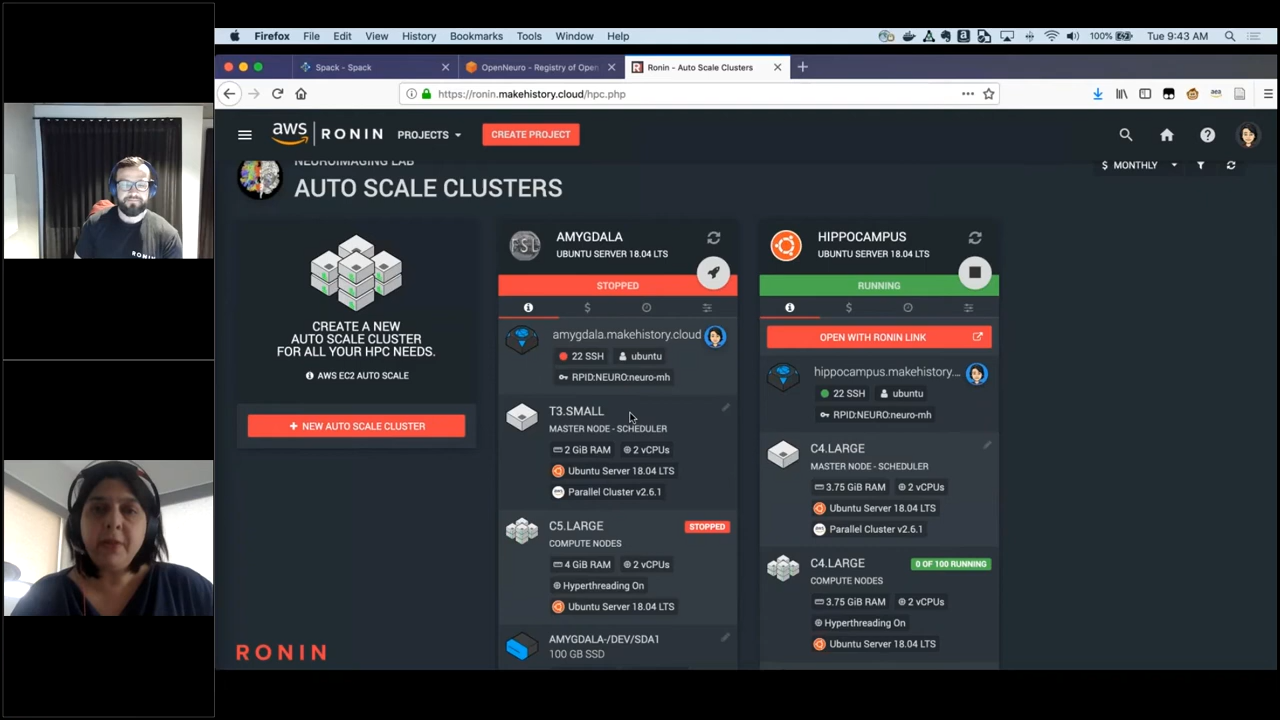 Firefox File Edit View History Bookmarks Tools Window Help 100% Tue 9:43 AM
Spack - Spack OpenNeuro - Registry of Open Ronin - Auto Scale Clusters
https://ronin.makehistory.cloud/hpc.php
aws RONIN PROJECTS CREATE PROJECT
NEUROIMAGING LAB
AUTO SCALE CLUSTERS
$ MONTHLY
CREATE A NEW
AUTO SCALE CLUSTER
FOR ALL YOUR HPC NEEDS.
AWS EC2 AUTO SCALE
+ NEW AUTO SCALE CLUSTER
FSL
AMYGDALA
UBUNTU SERVER 18.04 LTS
STOPPED
$
amygdala.makehistory.cloud
22 SSH ubuntu
RPID:NEURO:neuro-mh
T3.SMALL
MASTER NODE - SCHEDULER
2 GiB RAM 2 vCPUs
Ubuntu Server 18.04 LTS
Parallel Cluster v2.6.1
C5.LARGE STOPPED
COMPUTE NODES
4 GiB RAM 2 vCPUs
Hyperthreading On
Ubuntu Server 18.04 LTS
AMYGDALA-/DEV/SDA1
100 GB SSD
HIPPOCAMPUS
UBUNTU SERVER 18.04 LTS
RUNNING
$
OPEN WITH RONIN LINK
hippocampus.makehistory...
22 SSH ubuntu
RPID:NEURO:neuro-mh
C4.LARGE
MASTER NODE - SCHEDULER
3.75 GiB RAM 2 vCPUs
Ubuntu Server 18.04 LTS
Parallel Cluster v2.6.1
C4.LARGE 0 OF 100 RUNNING
COMPUTE NODES
3.75 GiB RAM 2 vCPUs
Hyperthreading On
Ubuntu Server 18.04 LTS
RONIN
RONIN